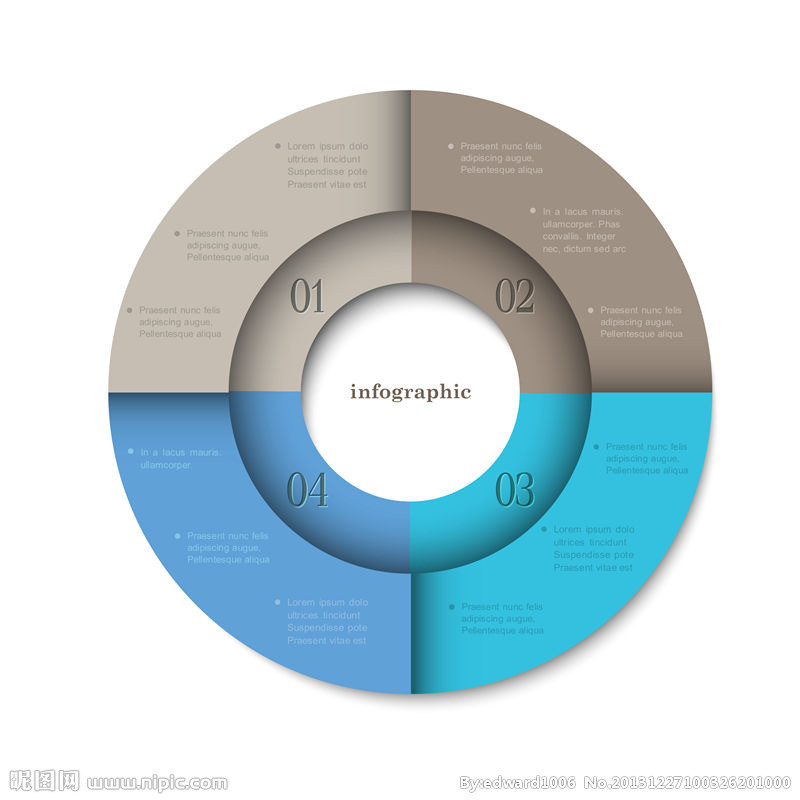 Lorem ipsum dolo
ultrices tincidunt
Suspendisse pote
Praesent vitae est
Praesent nunc felis
adipiscing augue,
Pellentesque aliqua
Praesent nunc felis
adipiscing augue,
Pellentesque aliqua
01
Praesent nunc felis
adipiscing augue,
Pellentesque aliqua
In a lacus mauris.
ullamcorper. Phas
convallis. Integer
nec, dictum sed arc
Praesent nunc felis
adipiscing augue,
Pellentesque aliqua
02
infographic
In a lacus mauris.
ullamcorper.
Praesent nunc felis
adipiscing augue,
Pellentesque aliqua
Lorem ipsum dolo
ultrices tincidunt
Suspendisse pote
Praesent vitae est
04
Praesent nunc felis
adipiscing augue,
Pellentesque aliqua
Lorem ipsum dolo
ultrices tincidunt
Suspendisse pote
Praesent vitae est
Praesent nunc felis
adipiscing augue,
Pellentesque aliqua
03
昵图网 www.nipic.com
By:edward1006 No.20131227100326201000